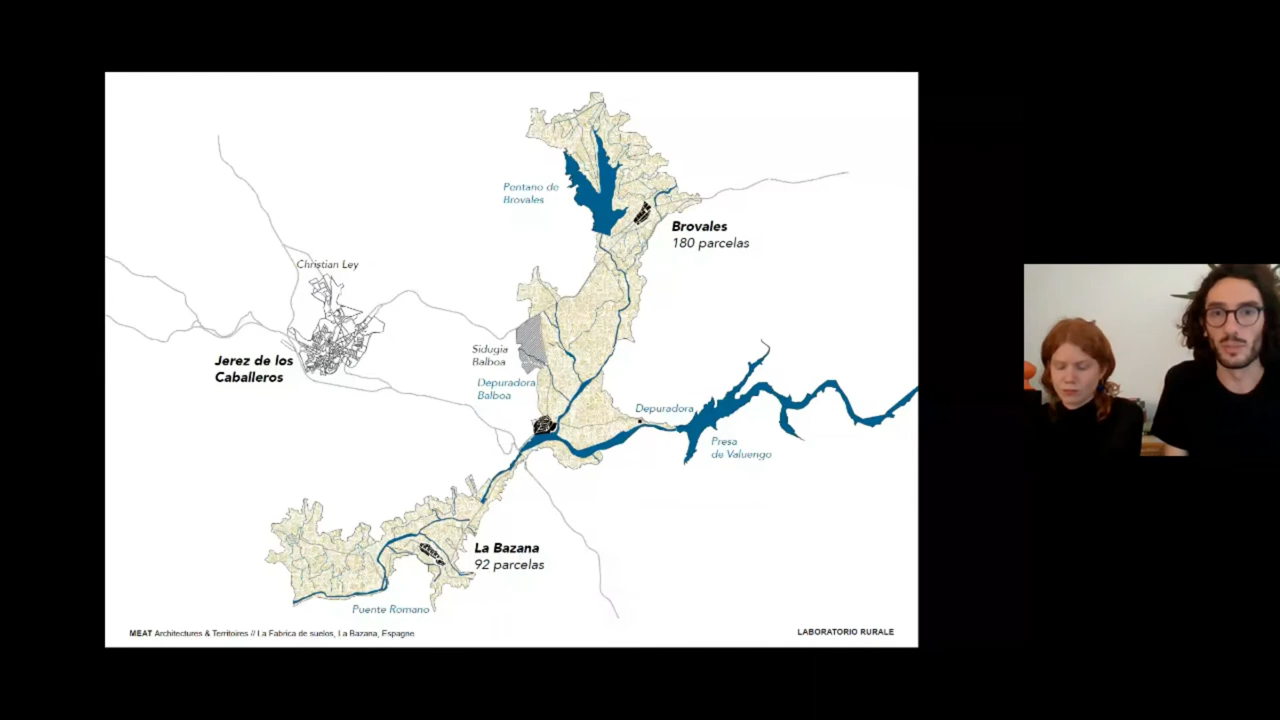 Pentano de
Brovales
Brovales
180 parcelas
Christian Ley
Jerez de los
Caballeros
Sidugia
Balboa
Depuradora
Balboa
Depuradora
Presa
de Valuengo
La Bazana
92 parcelas
Puente Romano
MEAT Architectures & Territoires // La Fabrica de suelos, La Bazana, Espagne
LABORATORIO RURALE